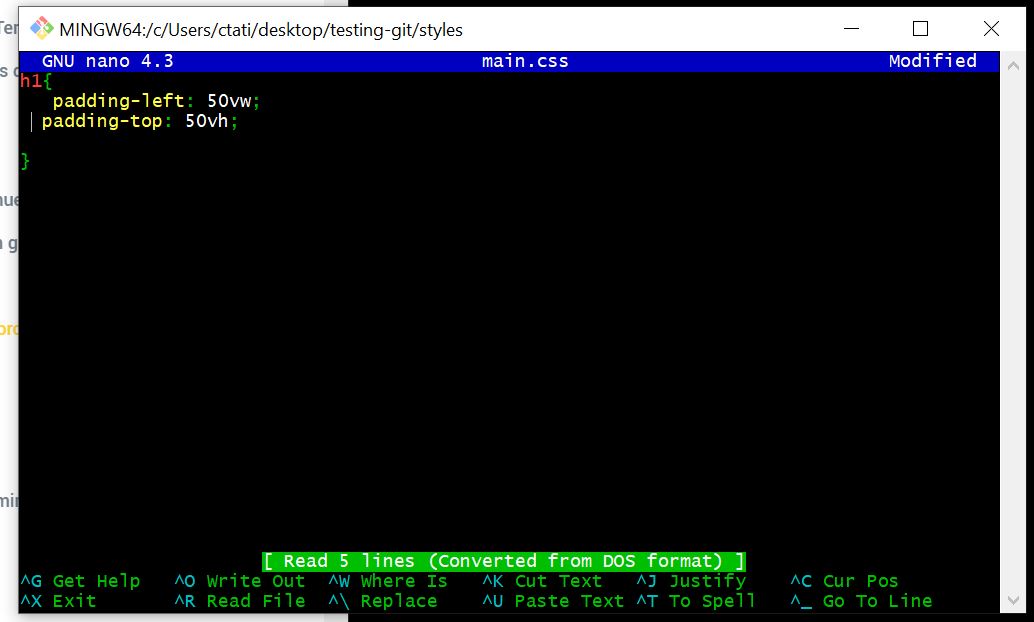 MINGW64:/c/Users/ctati/desktop/testing-git/styles
GNU nano 4.3 main.css Modified
h1{
padding-left: 50vw;
padding-top: 50vh;
}
[ Read 5 lines (Converted from DOS format) ]
^G Get Help ^O Write Out ^W Where Is ^K Cut Text ^J Justify ^C Cur Pos
^X Exit ^R Read File ^\ Replace ^U Paste Text ^T To Spell ^_ Go To Line